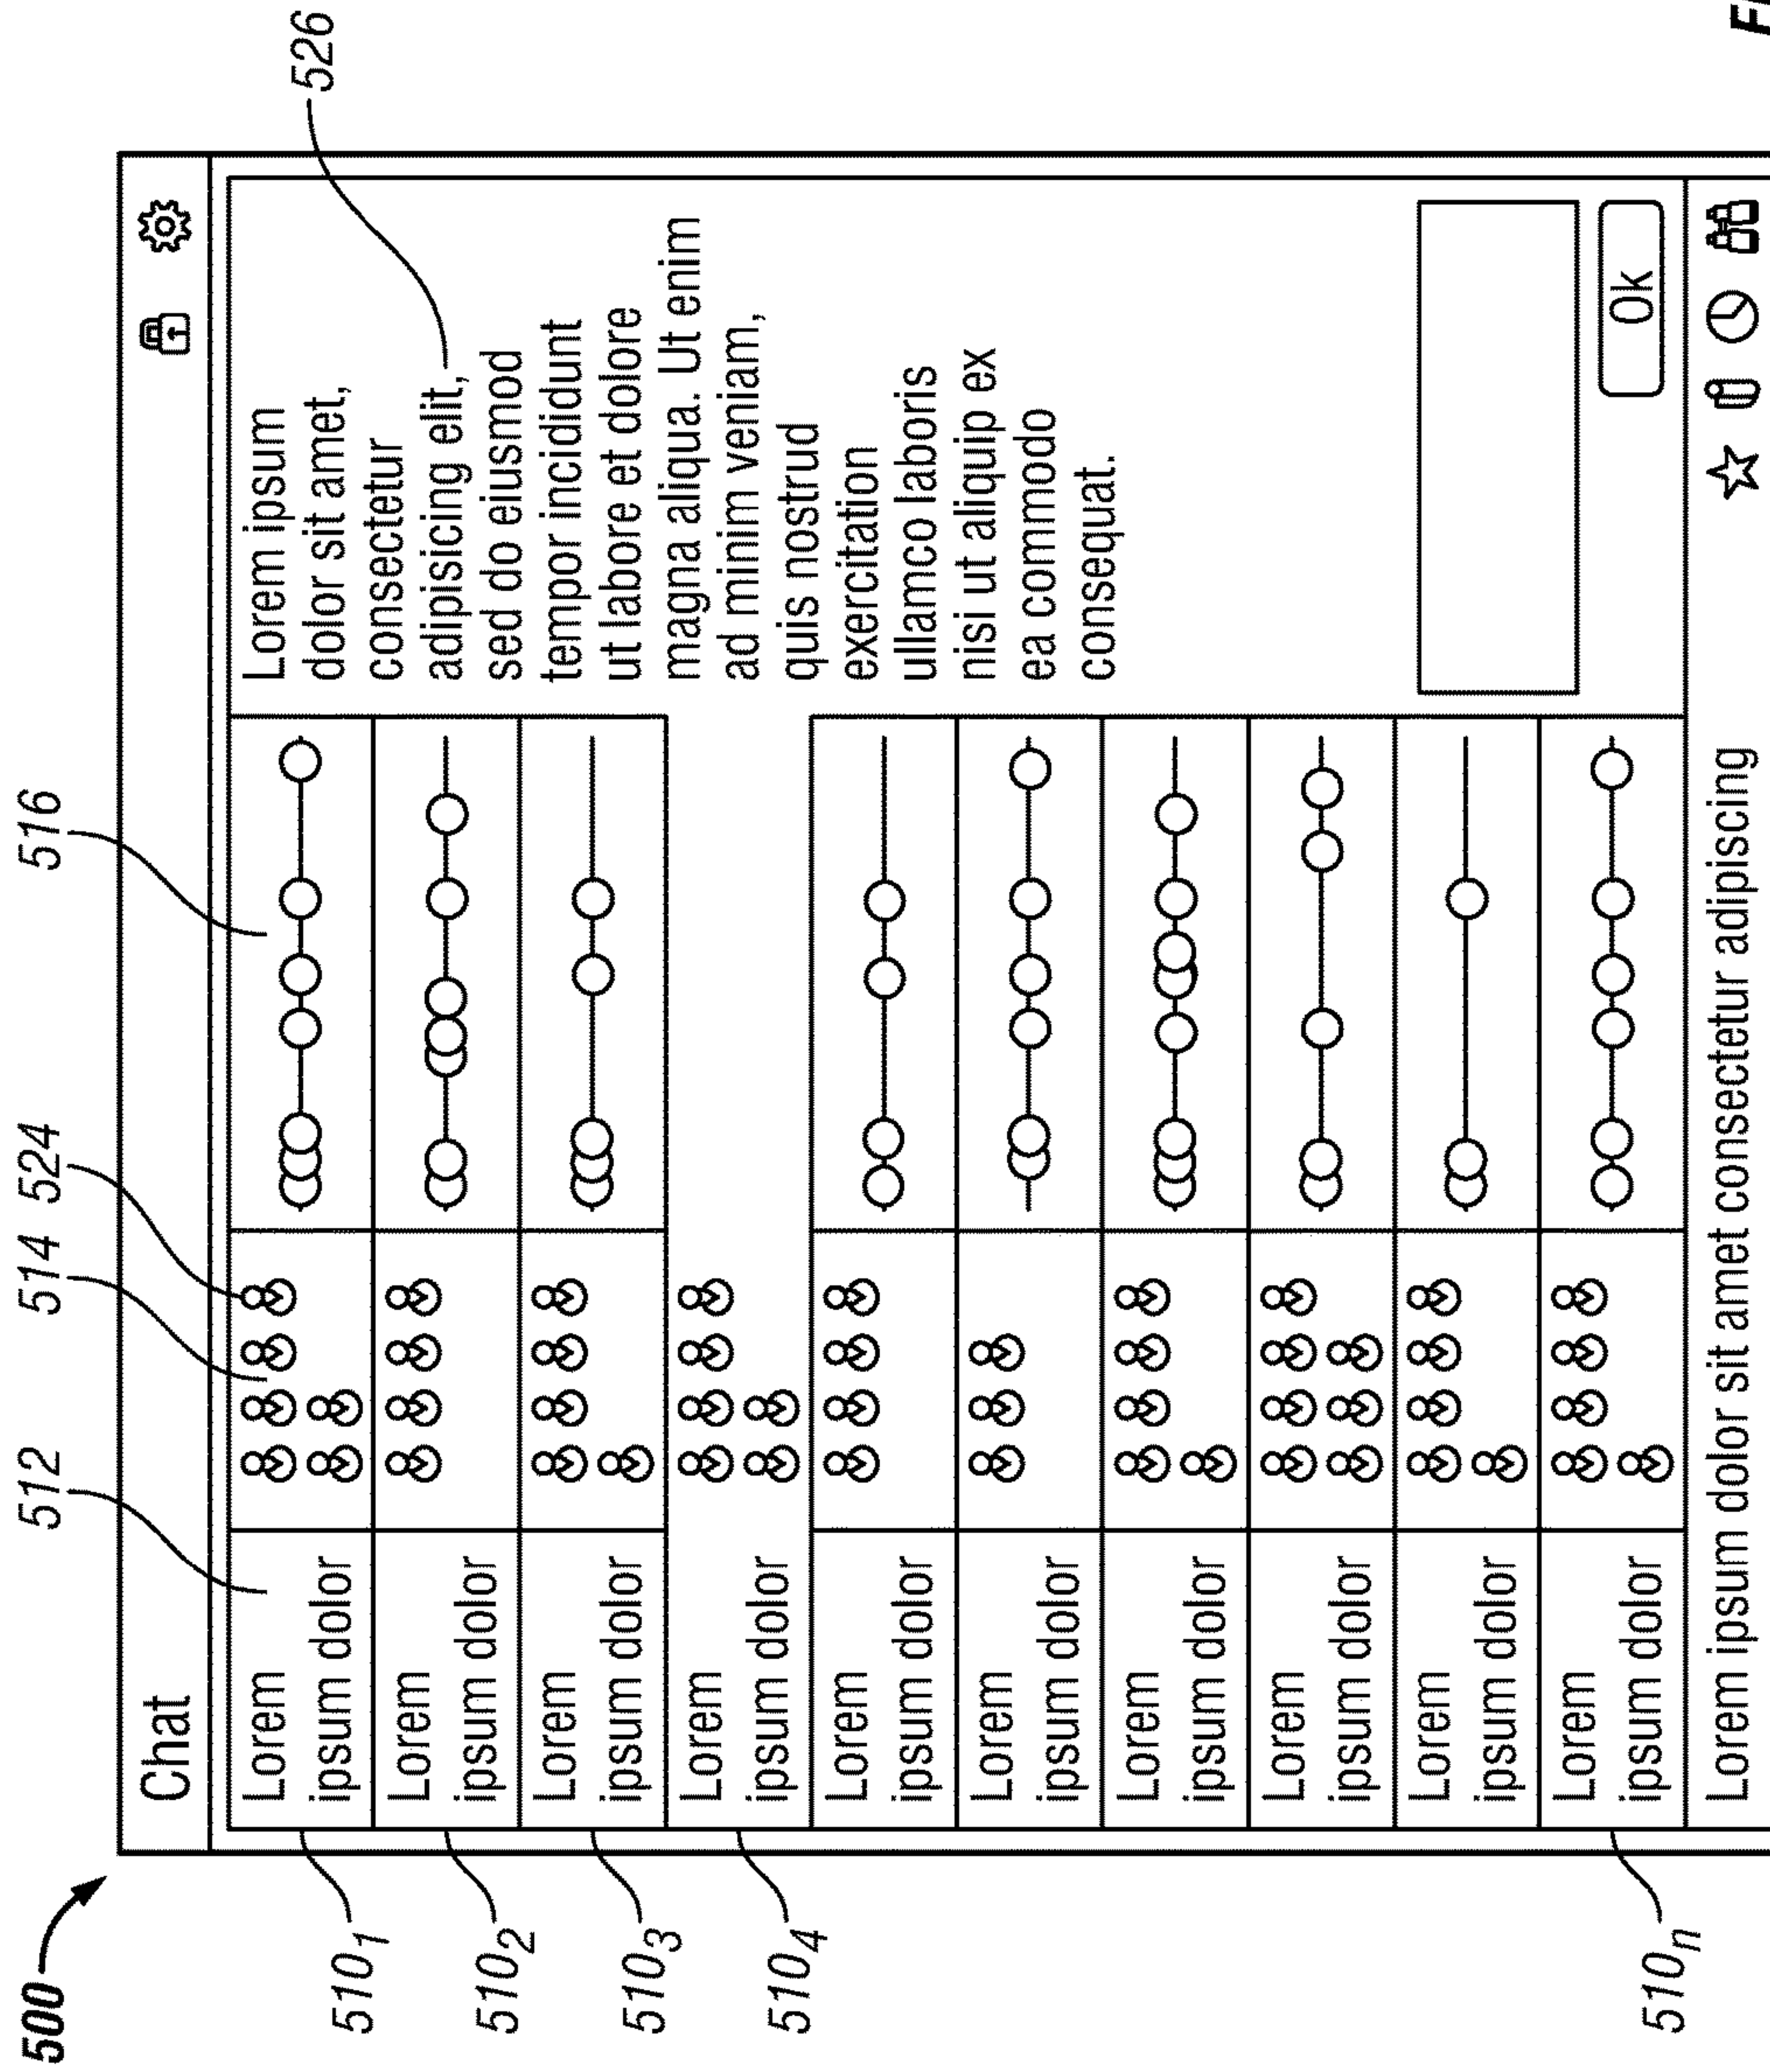 500
512
514
524
516
526
Chat
510₁
Lorem
ipsum dolor
510₂
Lorem
ipsum dolor
510₃
Lorem
ipsum dolor
510₄
Lorem
ipsum dolor
Lorem
ipsum dolor
Lorem
ipsum dolor
Lorem
ipsum dolor
Lorem
ipsum dolor
Lorem
ipsum dolor
510ₙ
Lorem
ipsum dolor
Lorem ipsum
dolor sit amet,
consectetur
adipisicing elit,
sed do eiusmod
tempor incididunt
ut labore et dolore
magna aliqua. Ut enim
ad minim veniam,
quis nostrud
exercitation
ullamco laboris
nisi ut aliquip ex
ea commodo
consequat.
Ok
Lorem ipsum dolor sit amet consectetur adipiscing